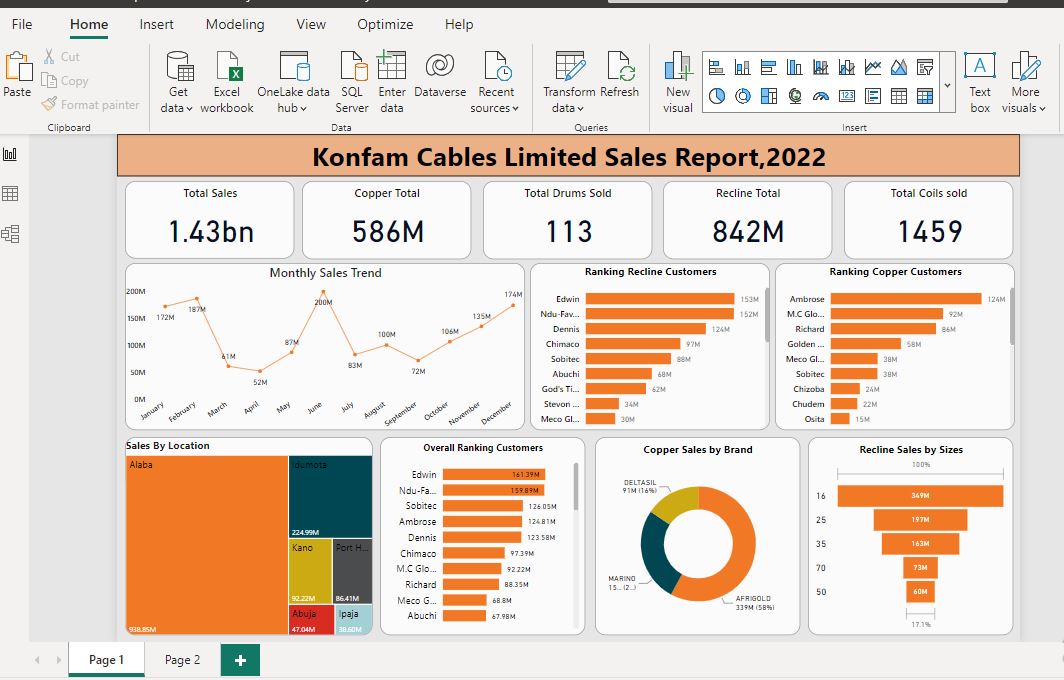 File
Home
Insert
Modeling
View
Optimize
Help
Paste
Cut
Copy
Format painter
Clipboard
Get data
Excel workbook
OneLake data hub
SQL Server
Enter data
Dataverse
Recent sources
Data
Transform data
Refresh
Queries
New visual
Text box
More visuals
Insert
Konfam Cables Limited Sales Report,2022
Total Sales
1.43bn
Copper Total
586M
Total Drums Sold
113
Recline Total
842M
Total Coils sold
1459
Monthly Sales Trend
200M
150M
100M
50M
0M
172M
187M
61M
52M
87M
200M
83M
100M
72M
106M
135M
174M
January
February
March
April
May
June
July
August
September
October
November
December
Ranking Recline Customers
Edwin 153M
Ndu-Fav... 152M
Dennis 124M
Chimaco 97M
Sobitec 88M
Abuchi 68M
God's Ti... 62M
Stevon ... 34M
Meco Gl... 30M
Ranking Copper Customers
Ambrose 124M
M.C Glo... 92M
Richard 86M
Golden ... 58M
Meco Gl... 38M
Sobitec 38M
Chizoba 24M
Chudem 22M
Osita 15M
Sales By Location
Alaba
938.85M
Idumota
224.99M
Kano
92.22M
Port H...
86.41M
Abuja
47.04M
Ipaja
38.60M
Overall Ranking Customers
Edwin 161.39M
Ndu-Fa... 159.89M
Sobitec 126.05M
Ambrose 124.81M
Dennis 123.58M
Chimaco 97.39M
M.C Glo... 92.22M
Richard 88.35M
Meco G... 68.8M
Abuchi 67.98M
Copper Sales by Brand
DELTASIL
91M (16%)
MARINO
15... (2...)
AFRIGOLD
339M (58%)
Recline Sales by Sizes
100%
16 349M
25 197M
35 163M
70 73M
50 60M
17.1%
Page 1
Page 2